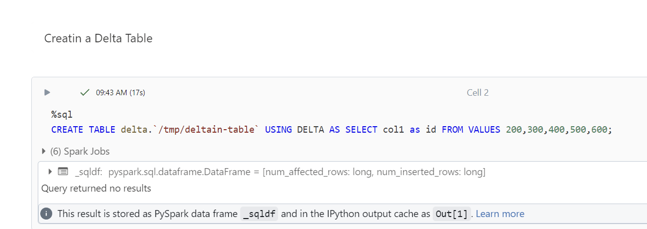 Creatin a Delta Table
09:43 AM (17s)
Cell 2
%sql
CREATE TABLE delta.`/tmp/deltain-table` USING DELTA AS SELECT col1 as id FROM VALUES 200,300,400,500,600;
(6) Spark Jobs
_sqldf: pyspark.sql.dataframe.DataFrame = [num_affected_rows: long, num_inserted_rows: long]
Query returned no results
This result is stored as PySpark data frame _sqldf and in the IPython output cache as Out[1]. Learn more